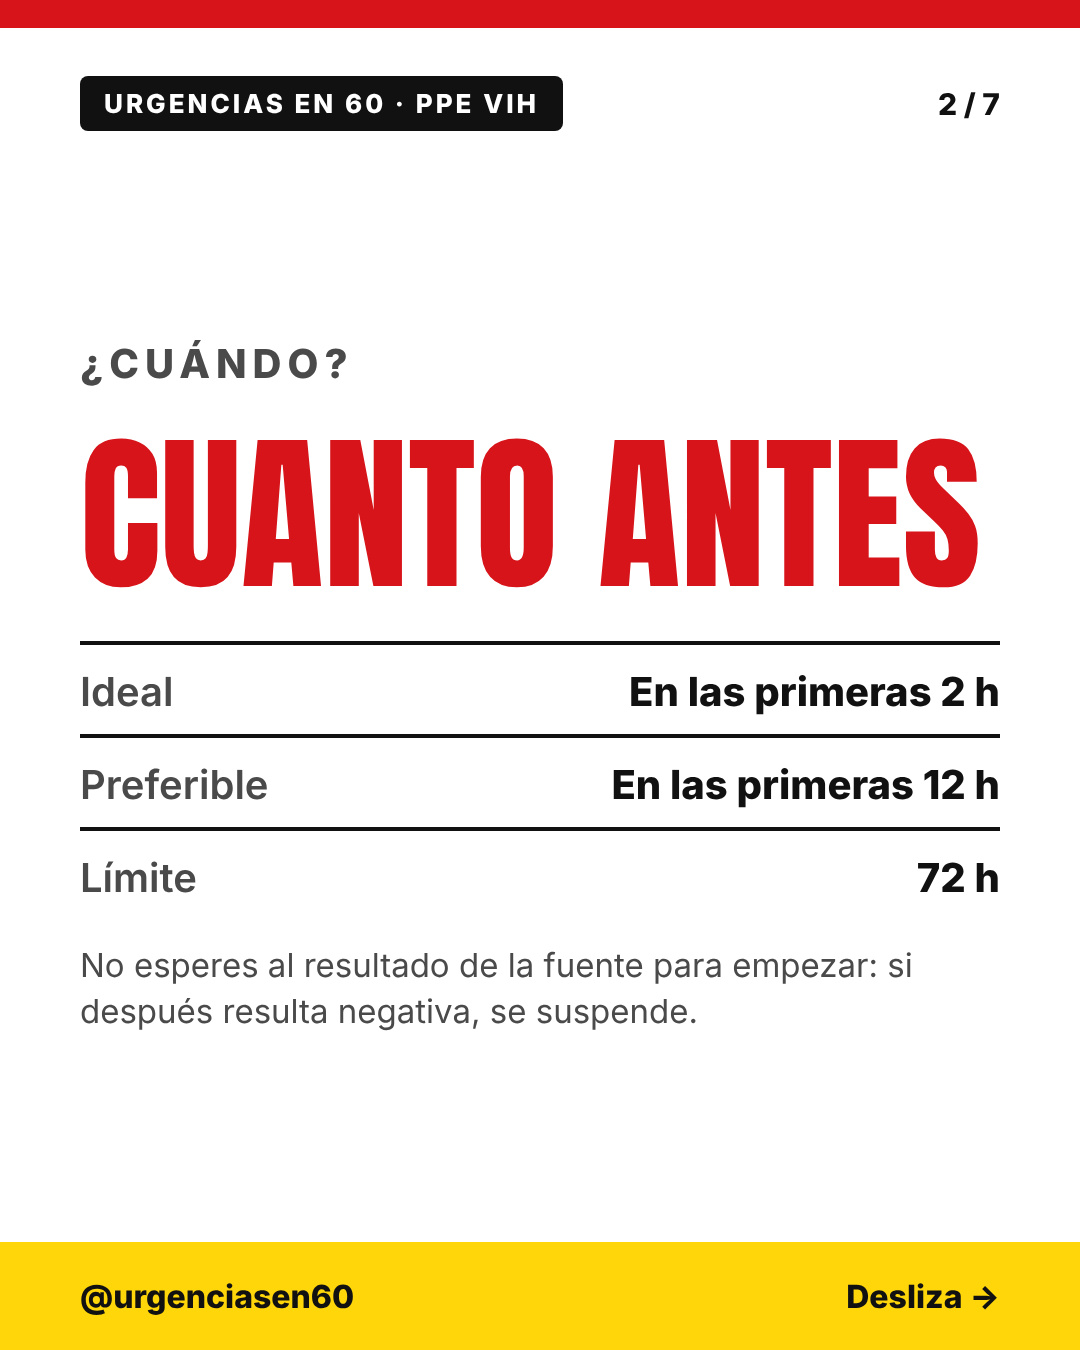 URGENCIAS EN 60 · PPE VIH
2 / 7
¿CUÁNDO?
CUANTO ANTES
Ideal En las primeras 2 h
Preferible En las primeras 12 h
Límite 72 h
No esperes al resultado de la fuente para empezar: si
después resulta negativa, se suspende.
@urgenciasen60
Desliza →